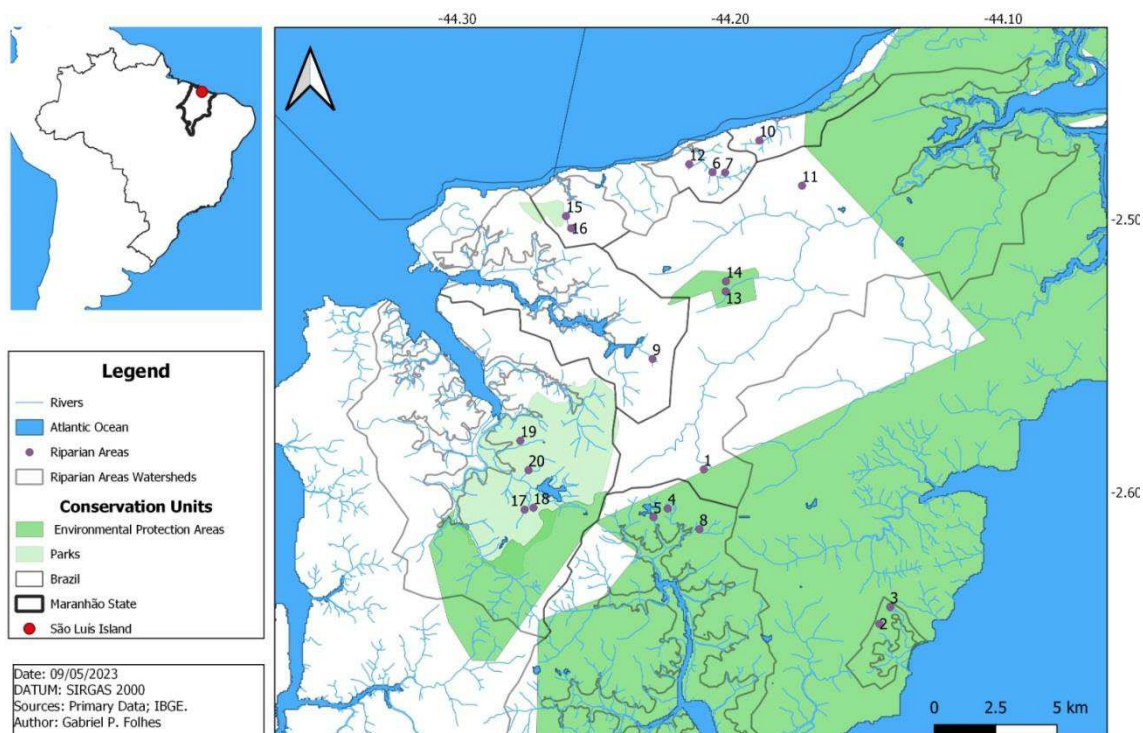 -44.30
-44.20
-44.10
10
12
6
7
11
15
16
-2.50
14
13
9
19
20
1
17
18
4
5
8
-2.60
3
2
0
2.5
5 km
Legend
Rivers
Atlantic Ocean
Riparian Areas
Riparian Areas Watersheds
Conservation Units
Environmental Protection Areas
Parks
Brazil
Maranhão State
São Luís Island
Date: 09/05/2023
DATUM: SIRGAS 2000
Sources: Primary Data; IBGE.
Author: Gabriel P. Folhes